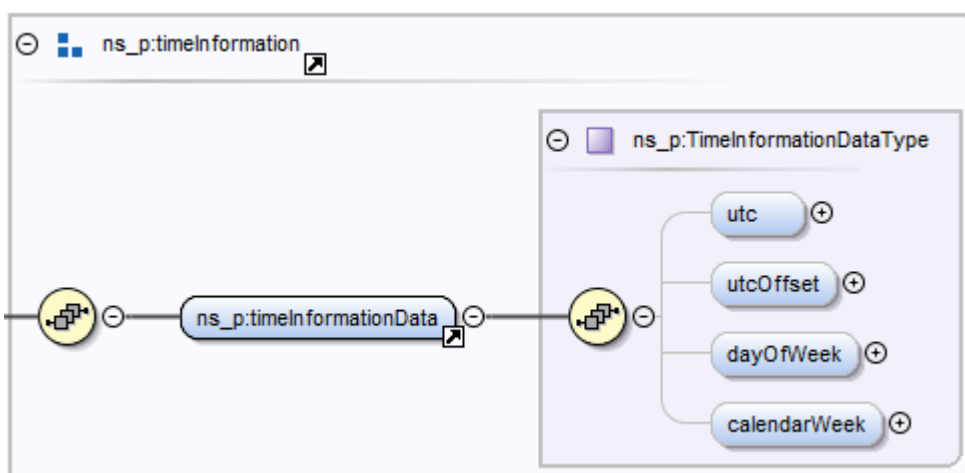 ns_p:timeInformation
ns_p:TimeInformationDataType
utc
utcOffset
ns_p:timeInformationData
dayOfWeek
calendarWeek